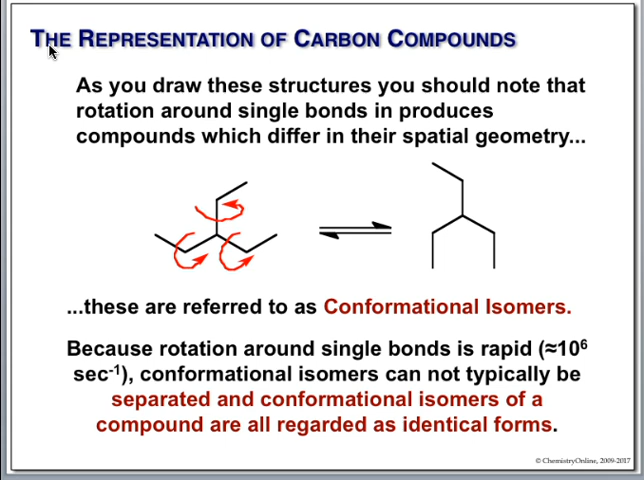 THE REPRESENTATION OF CARBON COMPOUNDS
As you draw these structures you should note that
rotation around single bonds in produces
compounds which differ in their spatial geometry...
...these are referred to as Conformational Isomers.
Because rotation around single bonds is rapid (≈10⁶
sec⁻¹), conformational isomers can not typically be
separated and conformational isomers of a
compound are all regarded as identical forms.
© ChemistryOnline, 2009-2017